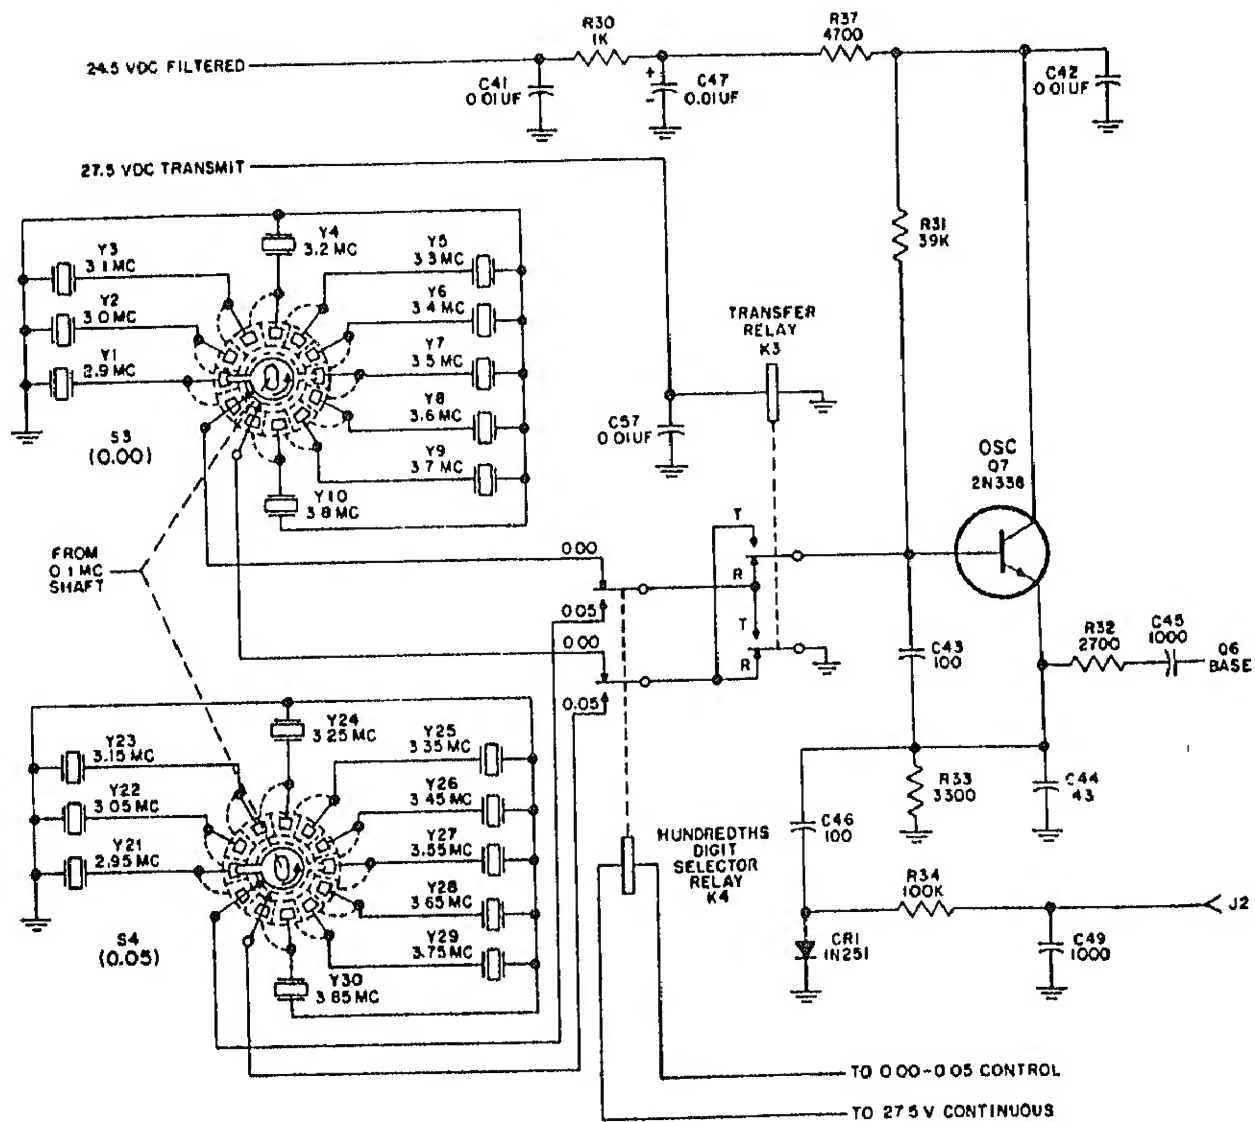 R30
1K
R37
4700
24.5 VDC FILTERED
C41
0.01UF
+
-
C47
0.01UF
C42
0.01UF
27.5 VDC TRANSMIT
Y3
3.1 MC
Y4
3.2 MC
Y5
3.3 MC
R31
39K
Y2
3.0 MC
Y6
3.4 MC
TRANSFER
RELAY
K3
Y1
2.9 MC
Y7
3.5 MC
Y8
3.6 MC
C57
0.01UF
S3
(0.00)
Y9
3.7 MC
OSC
Q7
2N338
Y10
3.8 MC
FROM
0.1 MC
SHAFT
0.00
T
R
0.05
0.00
T
R
0.05
C43
100
R32
2700
C45
1000
Q6
BASE
Y23
3.15 MC
Y24
3.25 MC
Y25
3.35 MC
Y22
3.05 MC
Y26
3.45 MC
R33
3300
C44
43
Y21
2.95 MC
Y27
3.55 MC
C46
100
HUNDREDTHS
DIGIT
SELECTOR
RELAY
K4
Y28
3.65 MC
R34
100K
J2
S4
(0.05)
Y29
3.75 MC
CR1
1N251
C49
1000
Y30
3.85 MC
TO 0.00-0.05 CONTROL
TO 27.5 V CONTINUOUS